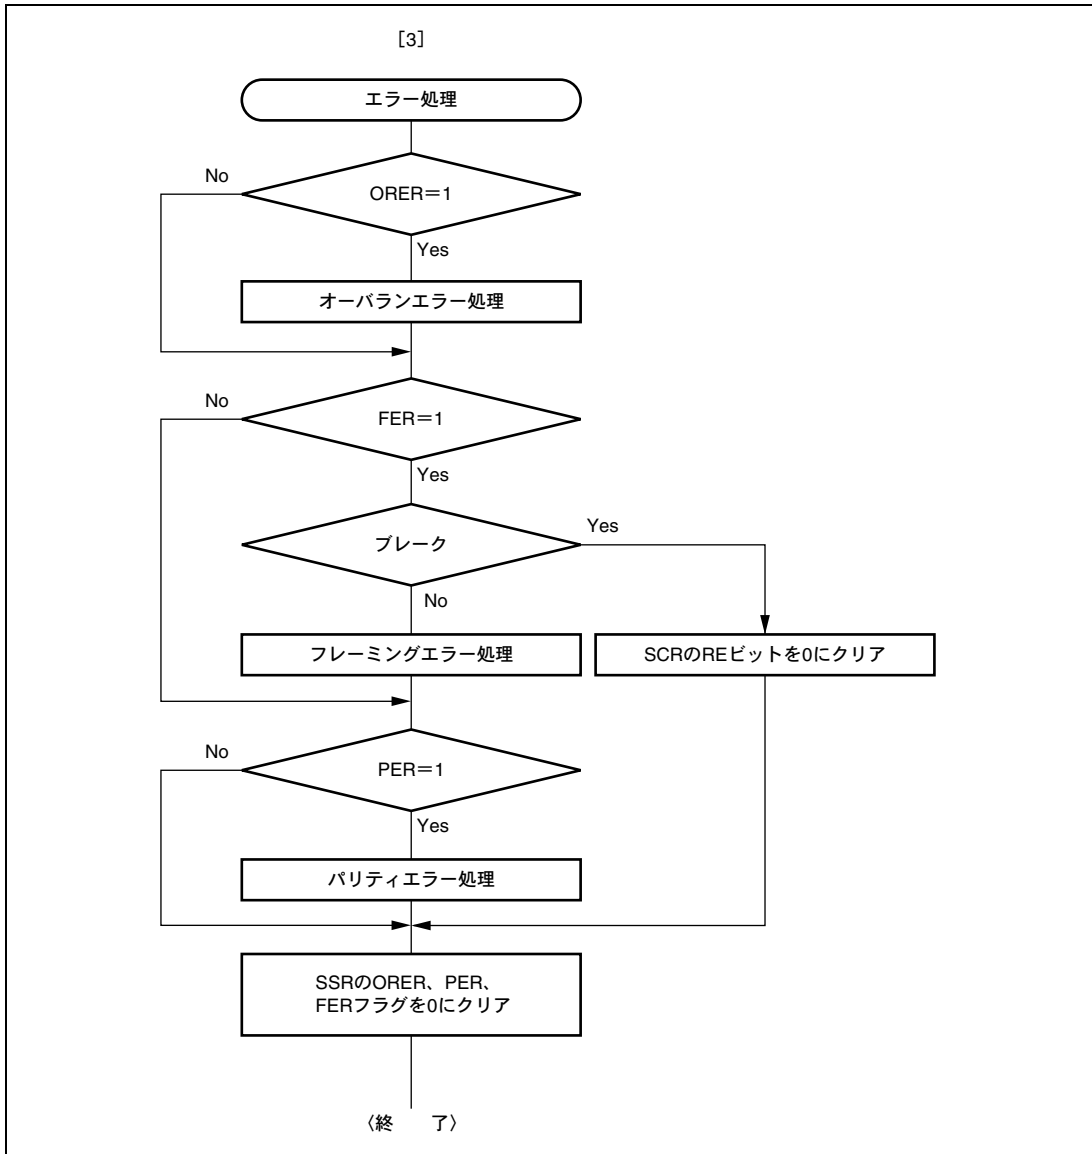 [3]
エラー処理
No
ORER=1
Yes
オーバランエラー処理
No
FER=1
Yes
ブレーク
Yes
No
フレーミングエラー処理
SCRのREビットを0にクリア
No
PER=1
Yes
パリティエラー処理
SSRのORER、PER、
FERフラグを0にクリア
〈終　了〉